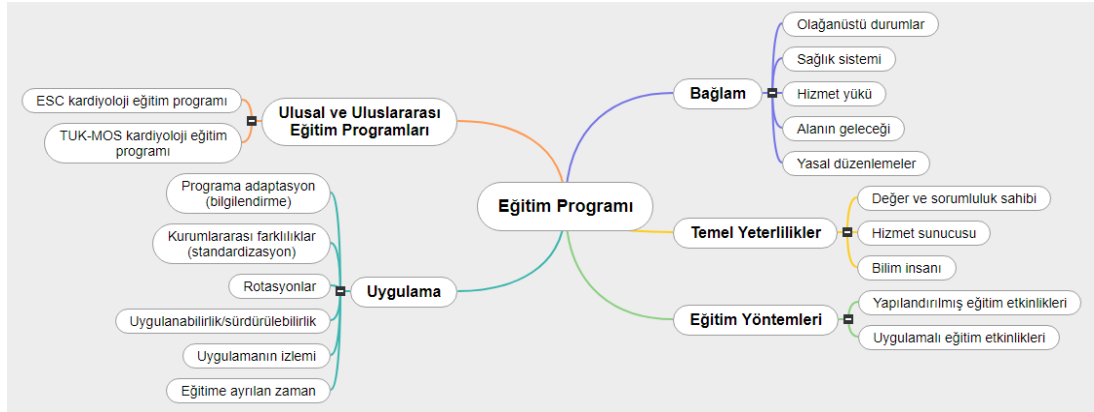 Eğitim Programı
Bağlam
Olağanüstü durumlar
Sağlık sistemi
Hizmet yükü
Alanın geleceği
Yasal düzenlemeler
Temel Yeterlilikler
Değer ve sorumluluk sahibi
Hizmet sunucusu
Bilim insanı
Eğitim Yöntemleri
Yapılandırılmış eğitim etkinlikleri
Uygulamalı eğitim etkinlikleri
Ulusal ve Uluslararası
Eğitim Programları
ESC kardiyoloji eğitim programı
TUK-MOS kardiyoloji eğitim
programı
Uygulama
Programa adaptasyon
(bilgilendirme)
Kurumlararası farklılıklar
(standardizasyon)
Rotasyonlar
Uygulanabilirlik/sürdürülebilirlik
Uygulamanın izlemi
Eğitime ayrılan zaman